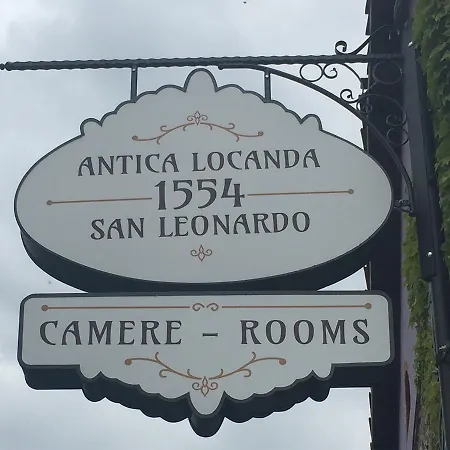 ANTICA LOCANDA
1554
SAN LEONARDO
CAMERE - ROOMS